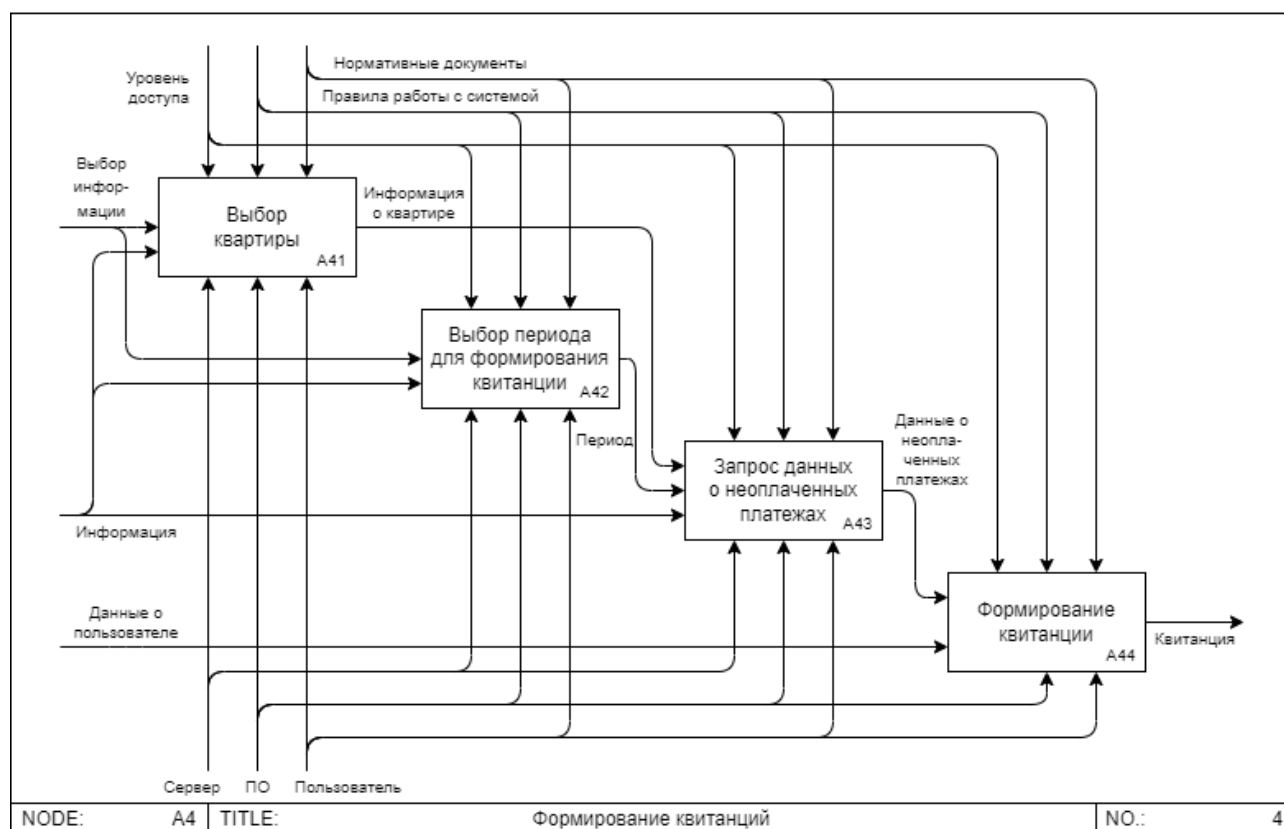 Нормативные документы
Уровень
доступа
Правила работы с системой
Выбор
инфор-
мации
Выбор
квартиры
A41
Информация
о квартире
Выбор периода
для формирования
квитанции
A42
Период
Запрос данных
о неоплаченных
платежах
A43
Данные о
неопла-
ченных
платежах
Информация
Данные о
пользователе
Формирование
квитанции
A44
Квитанция
Сервер
ПО
Пользователь
NODE: A4 TITLE: Формирование квитанций NO.: 4